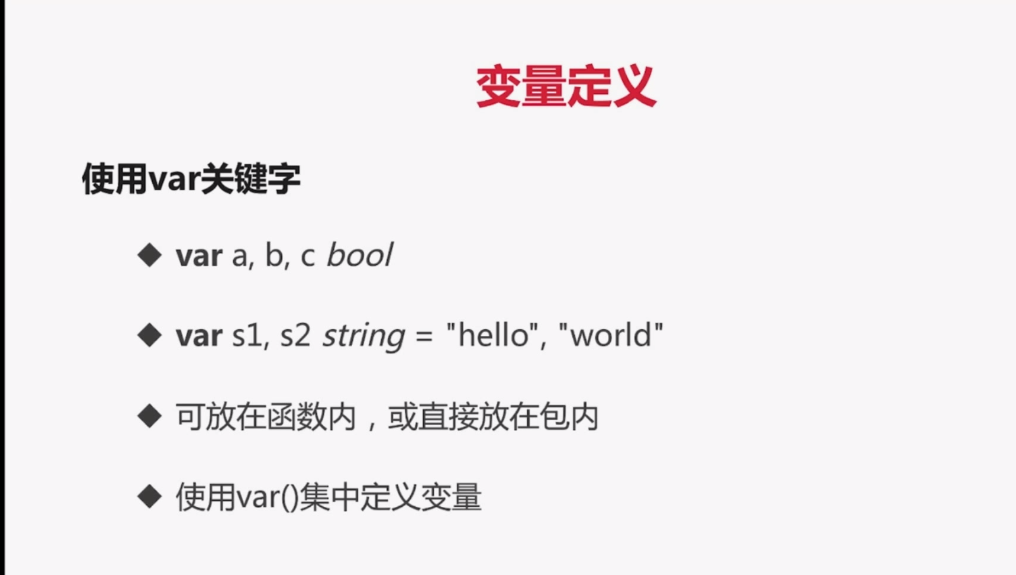 变量定义
使用var关键字
◆ var a, b, c bool
◆ var s1, s2 string = "hello", "world"
◆ 可放在函数内，或直接放在包内
◆ 使用var()集中定义变量